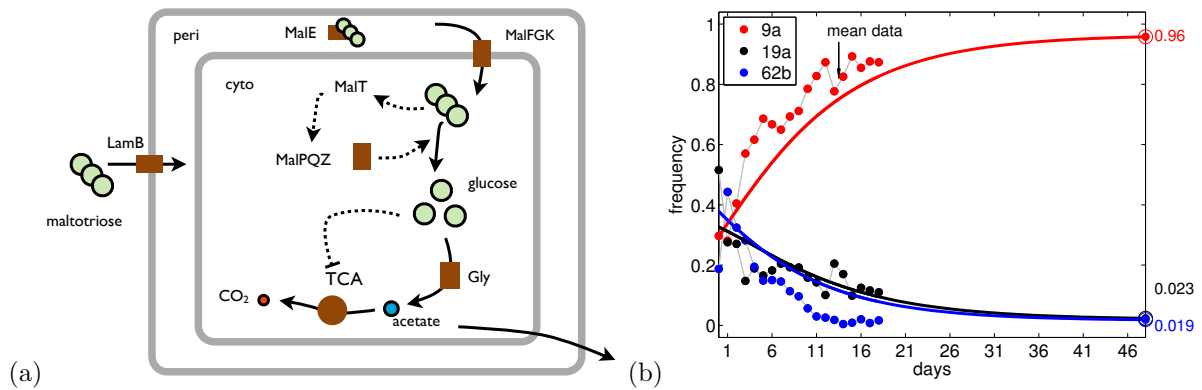 peri
MalE
MalFGK
cyto
MalT
LamB
MalPQZ
glucose
maltotriose
TCA
Gly
CO₂
acetate
(a)
1
0.8
0.6
0.4
0.2
0
frequency
9a
19a
62b
mean data
0.96
0.023
0.019
1 6 11 16 21 26 31 36 41 46
days
(b)